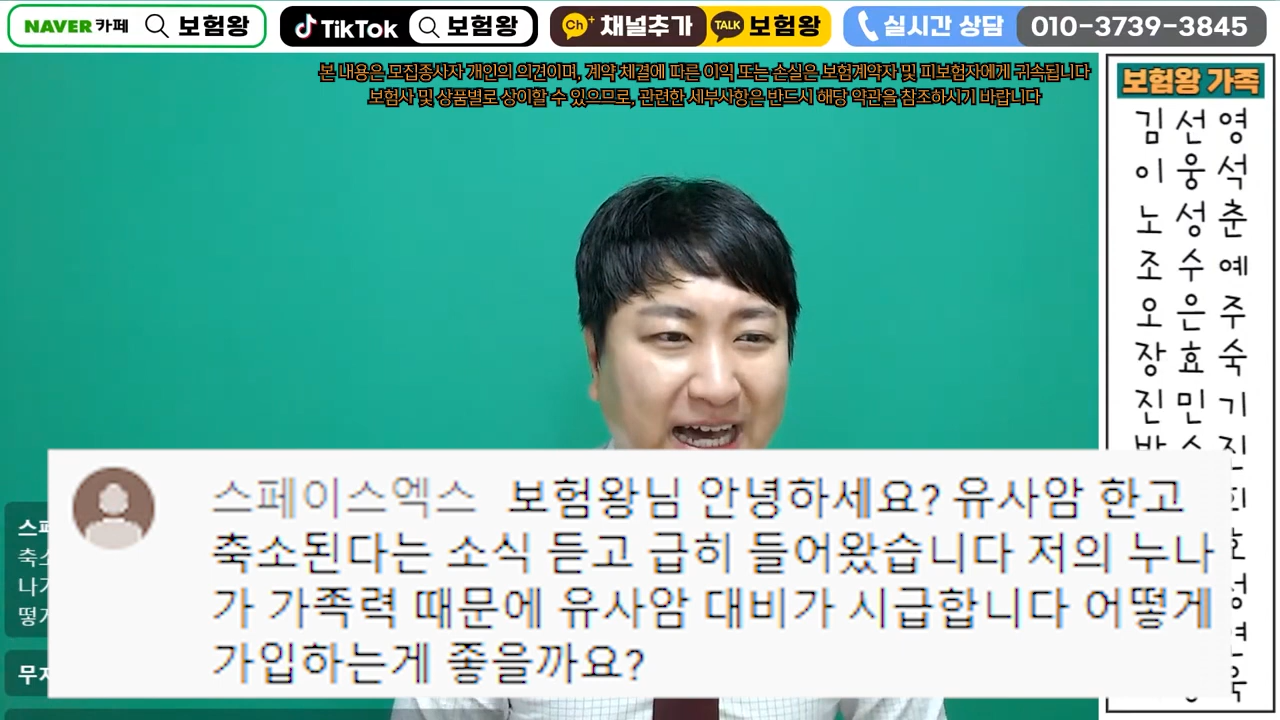 NAVER 카페 보험왕
TikTok 보험왕
Ch+ 채널추가 TALK 보험왕
실시간 상담 010-3739-3845
본 내용은 모집종사자 개인의 의견이며, 계약 체결에 따른 이익 또는 손실은 보험계약자 및 피보험자에게 귀속됩니다
보험사 및 상품별로 상이할 수 있으므로, 관련한 세부사항은 반드시 해당 약관을 참조하시기 바랍니다
보험왕 가족
김선영
이웅석
노성춘
조수예
오은주
장효숙
진민기
스페이스엑스 보험왕님 안녕하세요? 유사암 한고
축소된다는 소식 듣고 급히 들어왔습니다 저의 누나
가 가족력 때문에 유사암 대비가 시급합니다 어떻게
가입하는게 좋을까요?